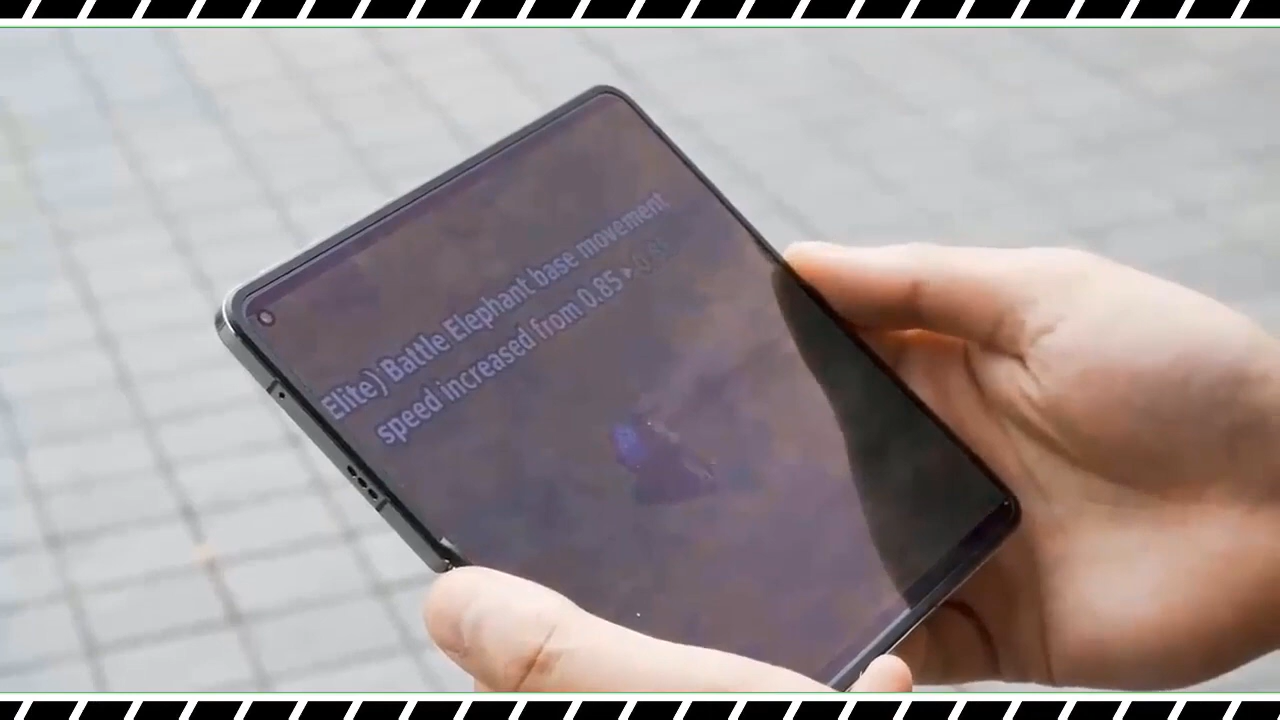 Elite) Battle Elephant base movement
speed increased from 0.85 ▸